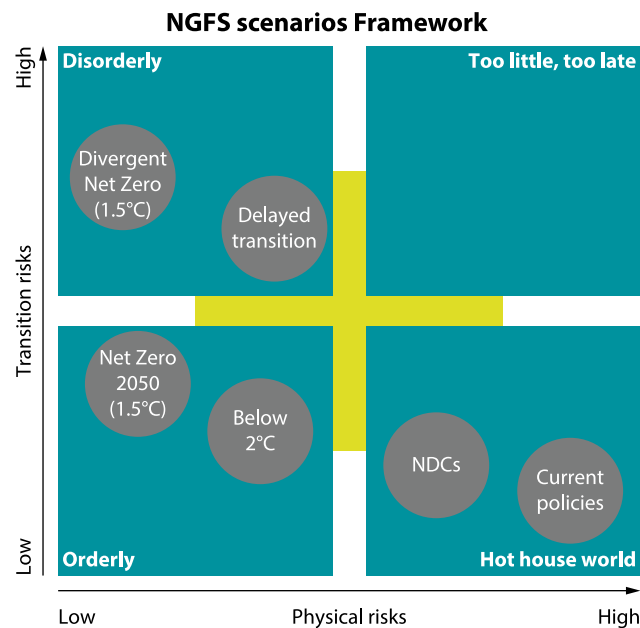 NGFS scenarios Framework
High
Transition risks
Low
Disorderly
Too little, too late
Divergent
Net Zero
(1.5°C)
Delayed
transition
Net Zero
2050
(1.5°C)
Below
2°C
NDCs
Current
policies
Orderly
Hot house world
Low
Physical risks
High